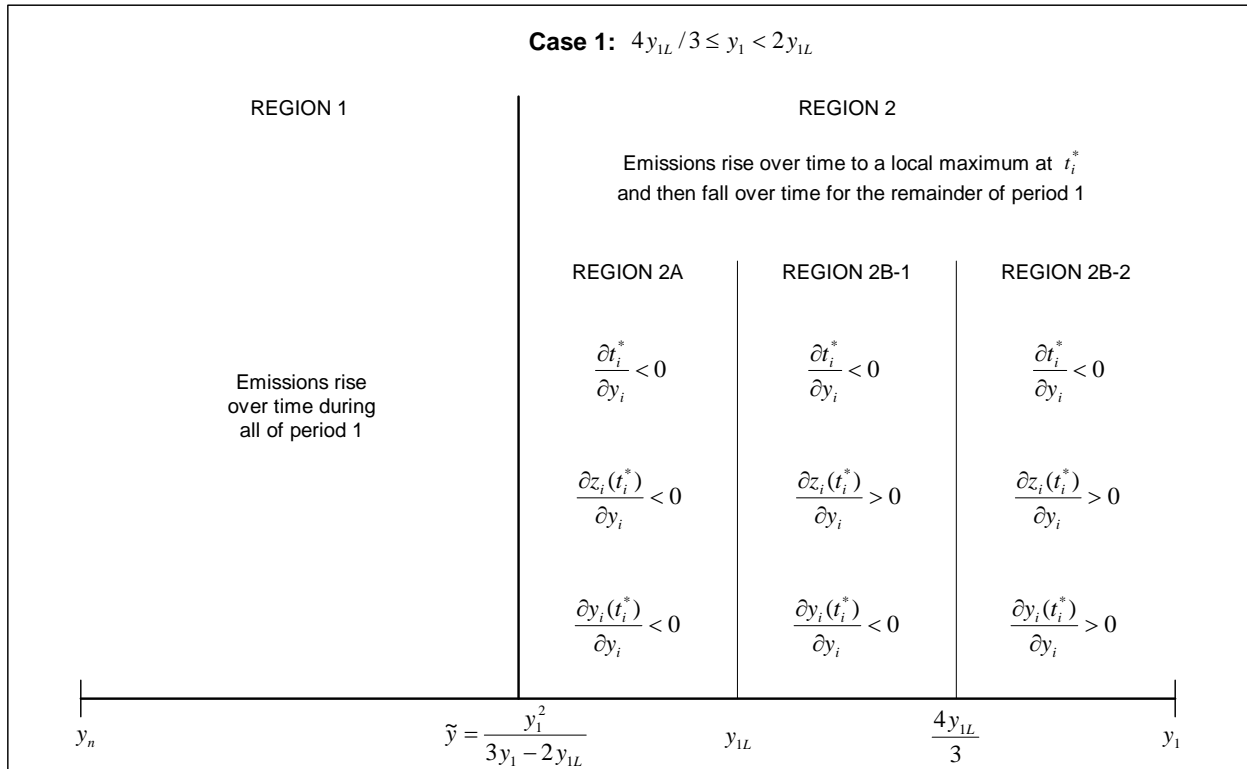 Case 1: 4y_{1L} / 3 ≤ y_1 < 2y_{1L}
REGION 1
REGION 2
Emissions rise over time to a local maximum at t_i^*
and then fall over time for the remainder of period 1
REGION 2A
REGION 2B-1
REGION 2B-2
∂t_i^*/∂y_i < 0
∂t_i^*/∂y_i < 0
∂t_i^*/∂y_i < 0
Emissions rise
over time during
all of period 1
∂z_i(t_i^*)/∂y_i < 0
∂z_i(t_i^*)/∂y_i > 0
∂z_i(t_i^*)/∂y_i > 0
∂y_i(t_i^*)/∂y_i < 0
∂y_i(t_i^*)/∂y_i < 0
∂y_i(t_i^*)/∂y_i > 0
y_n
ỹ = y_1^2/(3y_1 − 2y_{1L})
y_{1L}
4y_{1L}/3
y_1